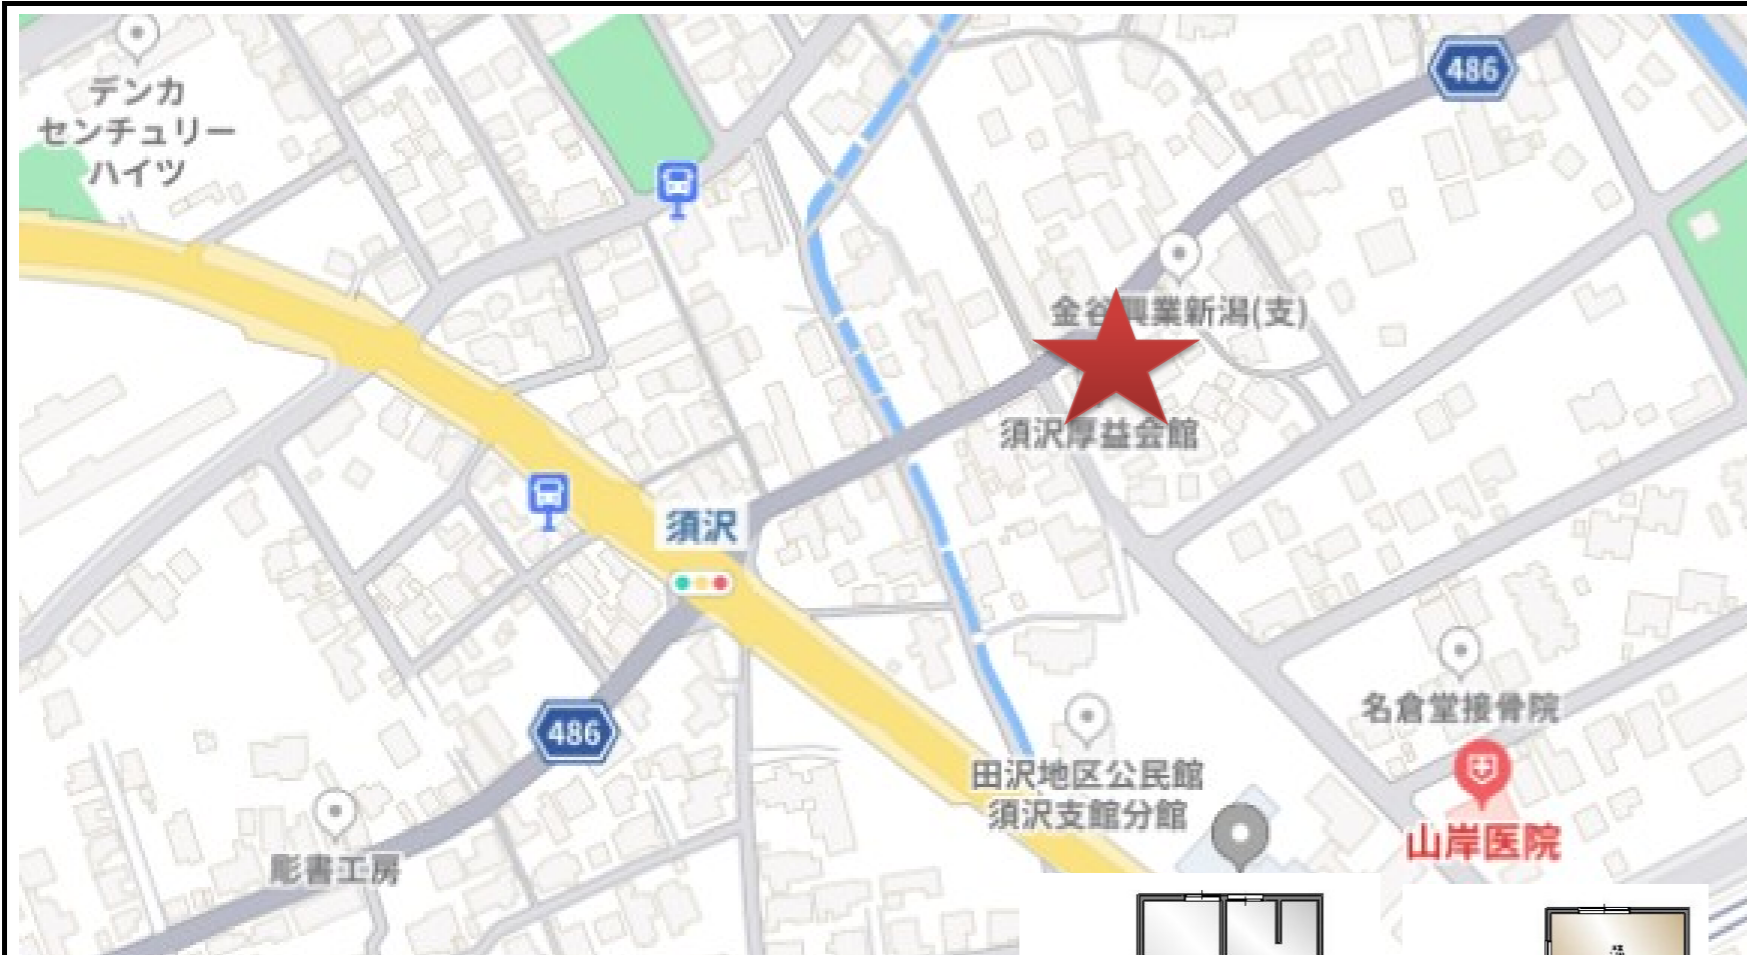 486
デンカ
センチュリー
ハイツ
金谷興業新潟(支)
須沢厚益会館
須沢
名倉堂接骨院
486
田沢地区公民館
須沢支館分館
山岸医院
彫書工房